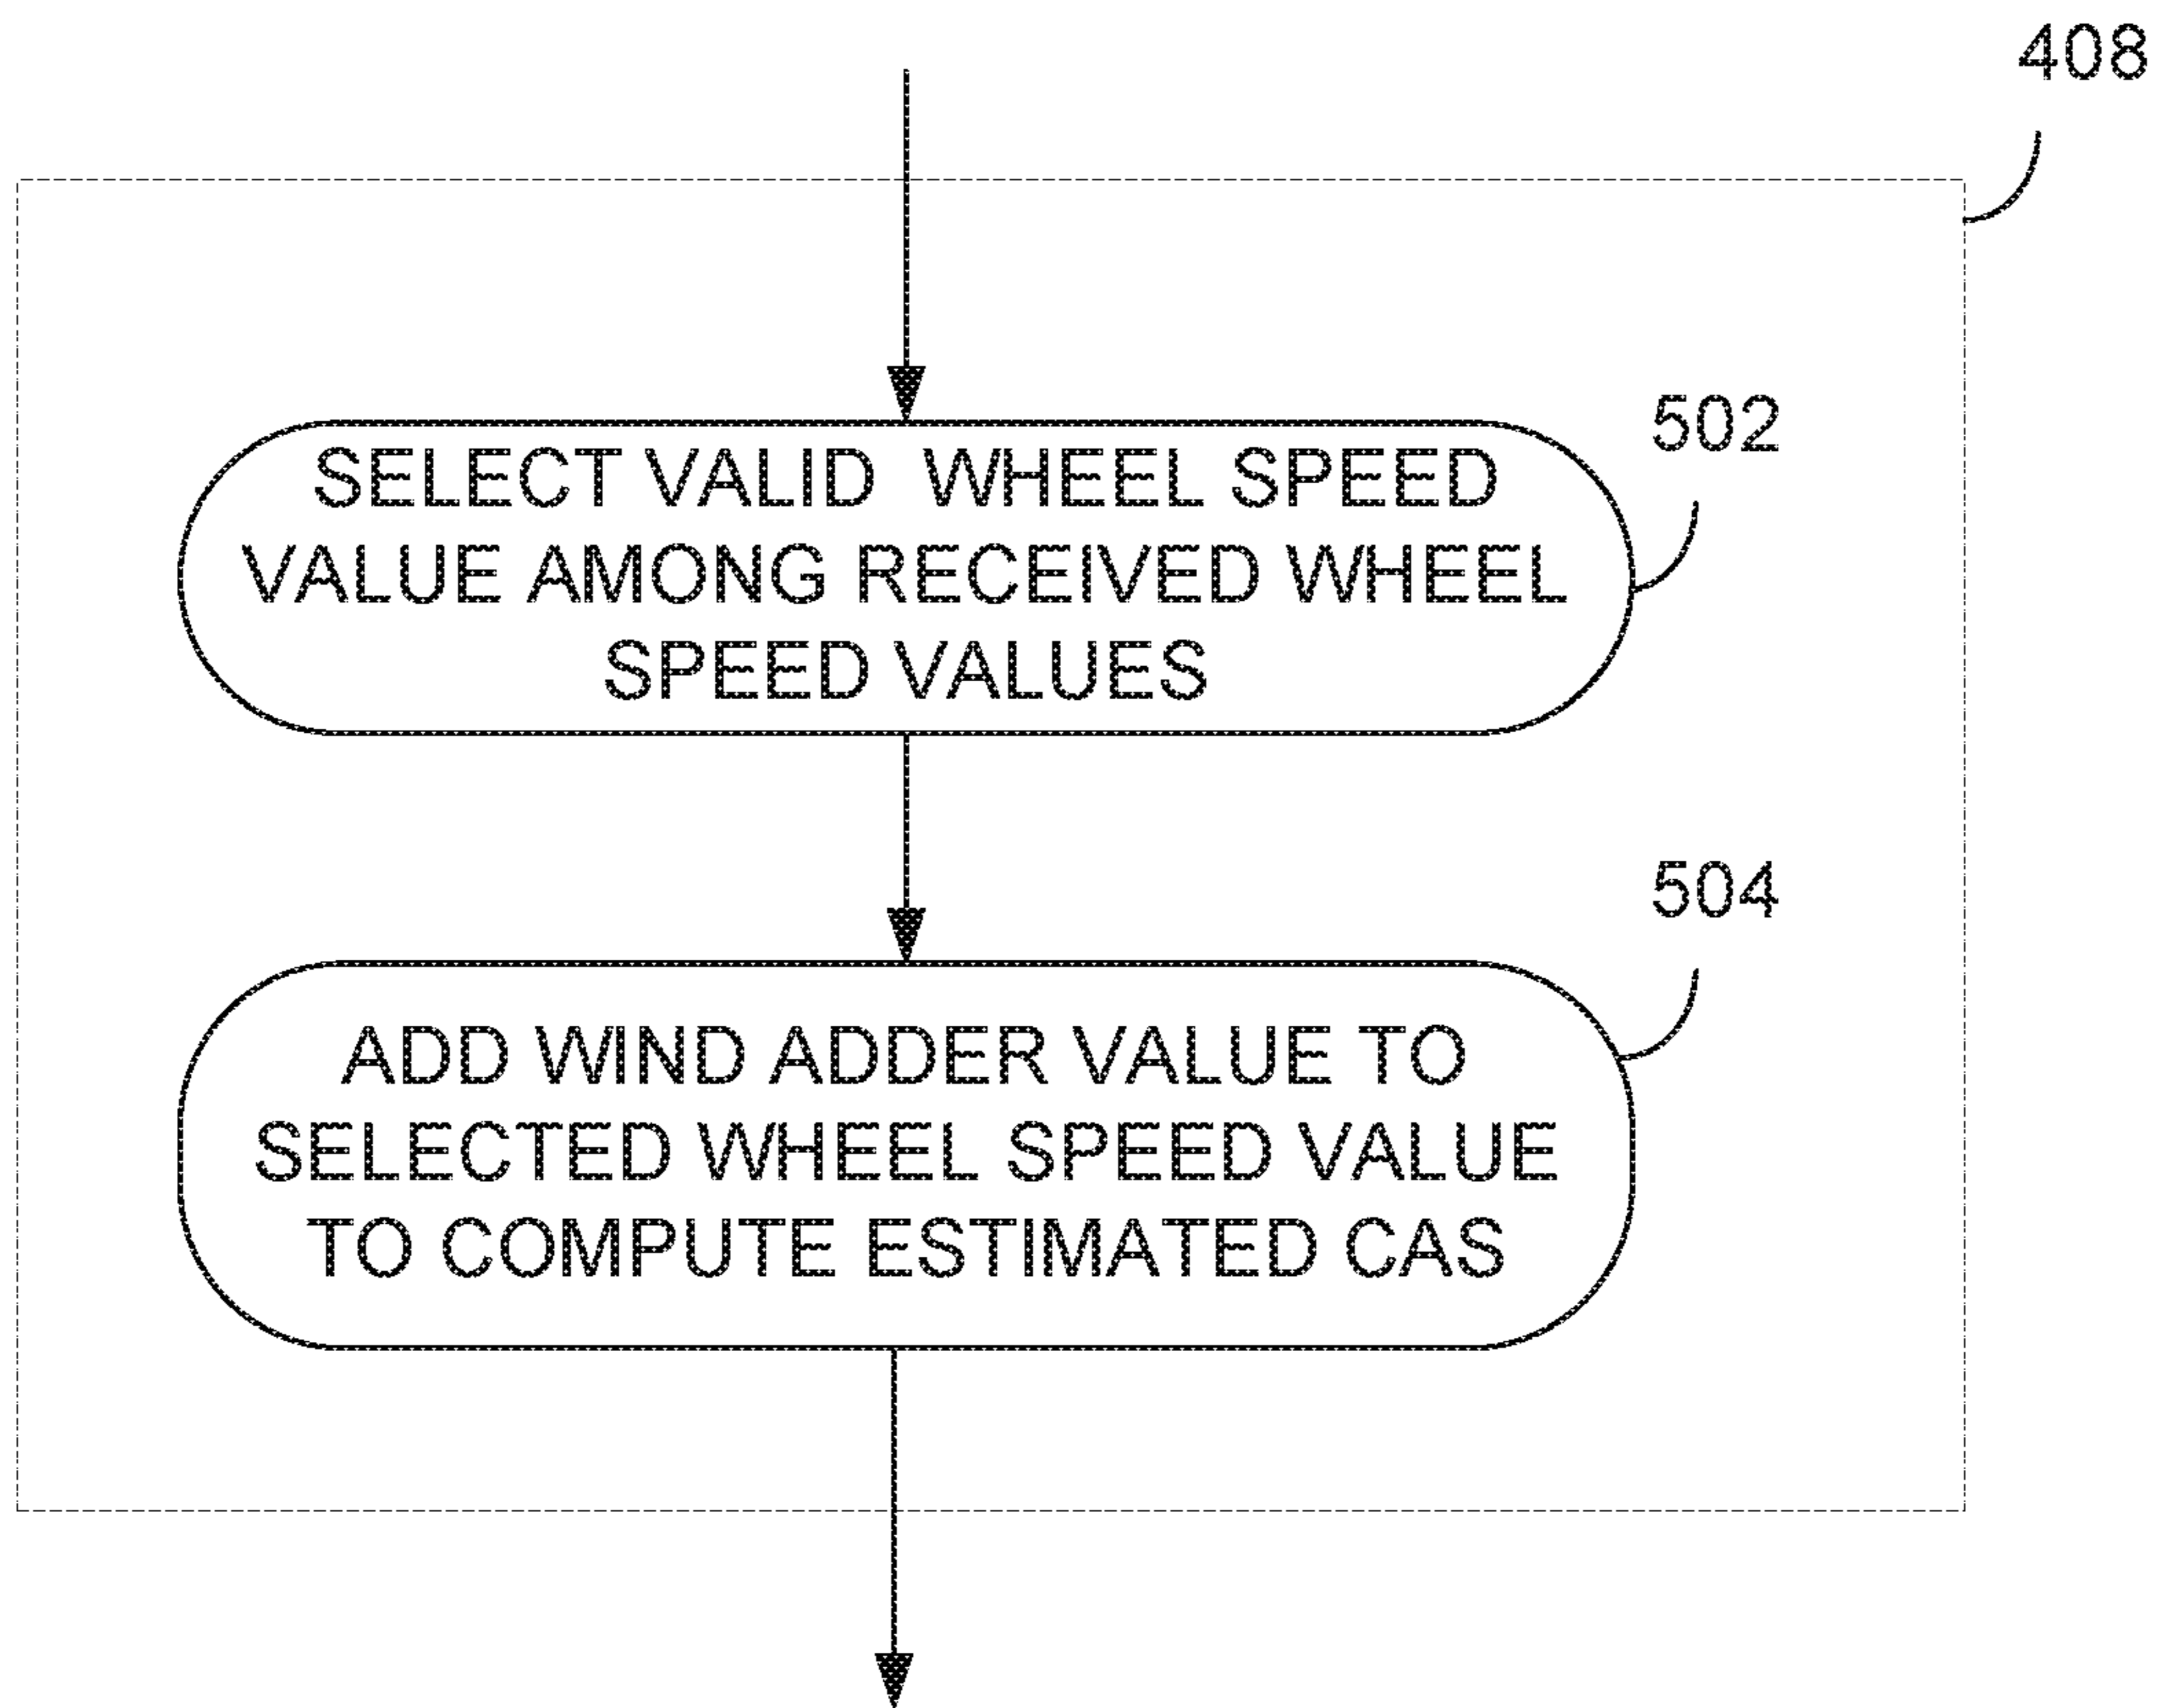 408
502
SELECT VALID WHEEL SPEED
VALUE AMONG RECEIVED WHEEL
SPEED VALUES
504
ADD WIND ADDER VALUE TO
SELECTED WHEEL SPEED VALUE
TO COMPUTE ESTIMATED CAS